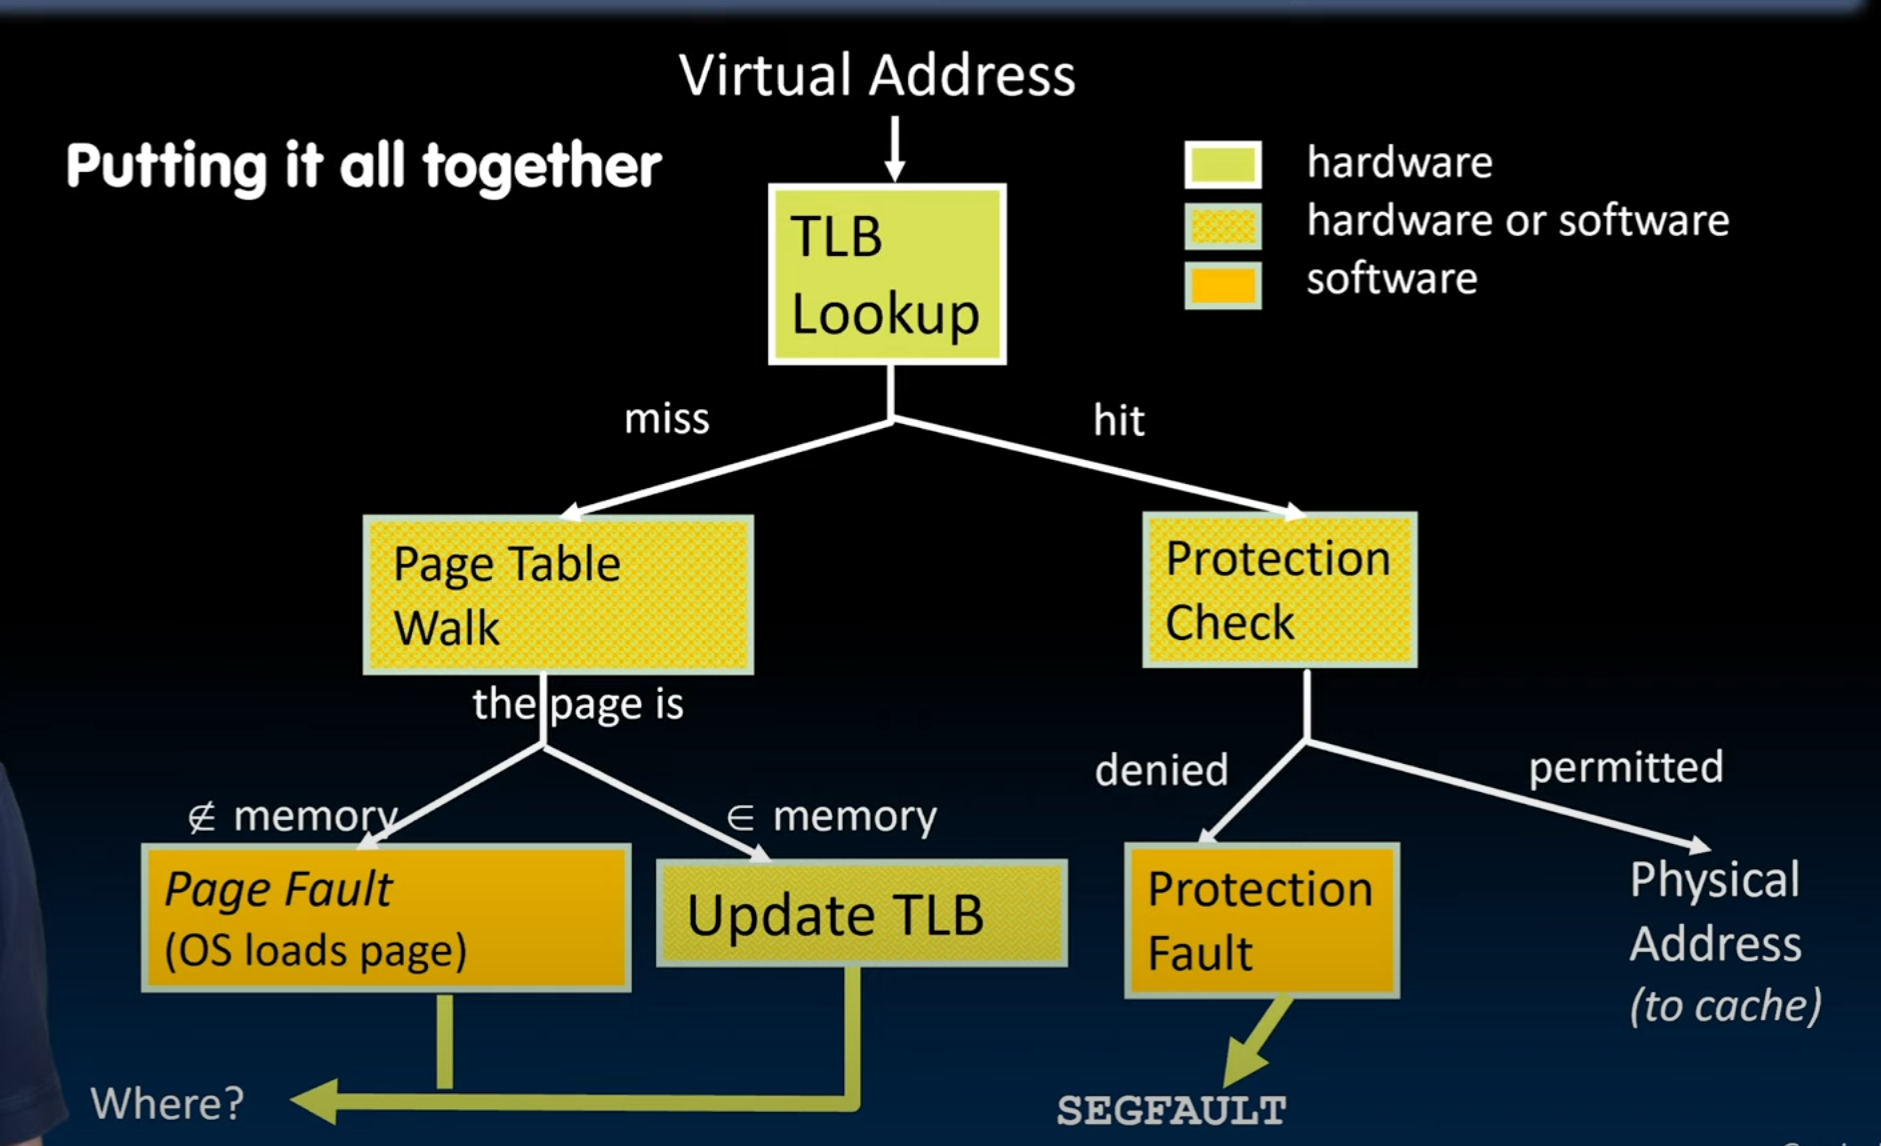 Virtual Address
Putting it all together
hardware
hardware or software
software
TLB
Lookup
miss
hit
Page Table
Walk
Protection
Check
the page is
denied
permitted
∉ memory
∈ memory
Page Fault
(OS loads page)
Update TLB
Protection
Fault
Physical
Address
(to cache)
Where?
SEGFAULT